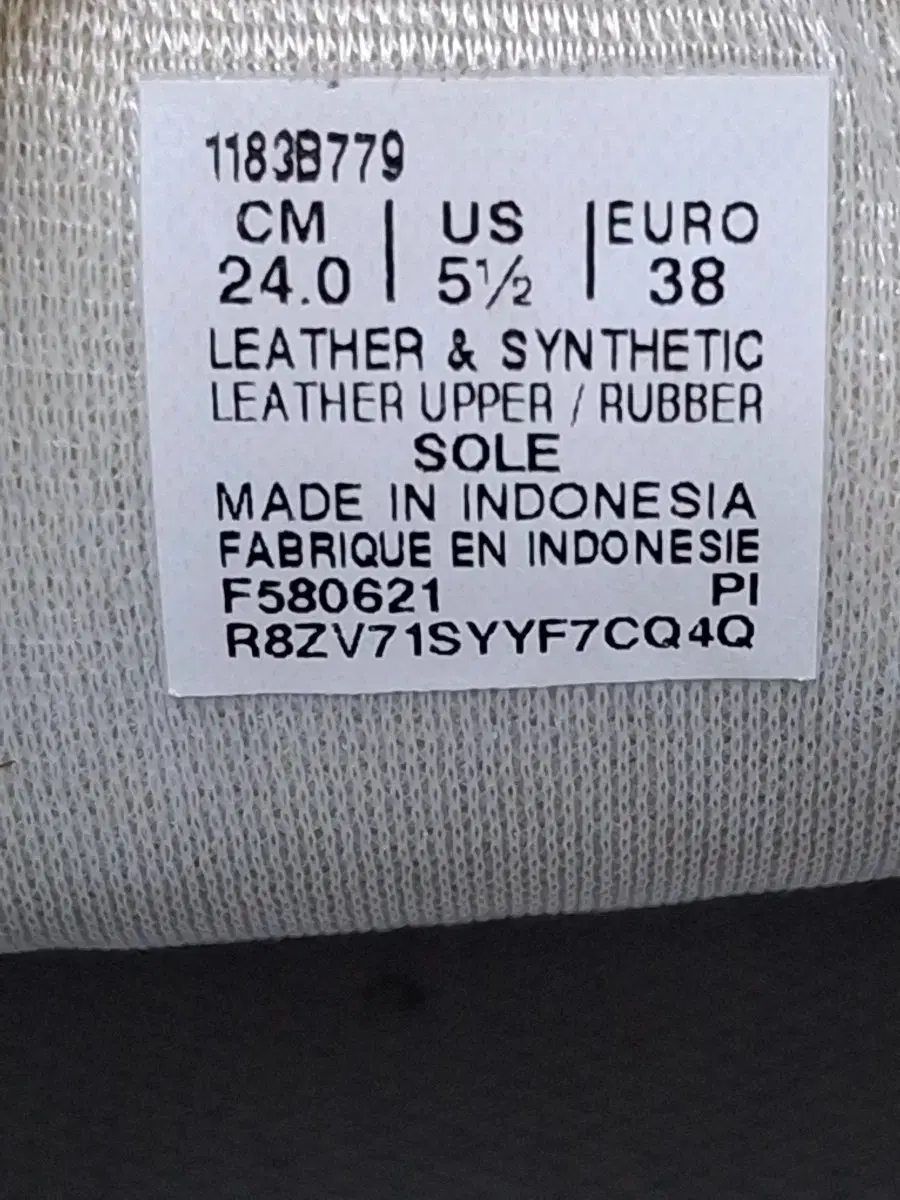 1183B779
CM | US | EURO
24.0 | 5½ | 38
LEATHER & SYNTHETIC
LEATHER UPPER / RUBBER
SOLE
MADE IN INDONESIA
FABRIQUE EN INDONESIE
F580621 PI
R8ZV71SYYF7CQ4Q